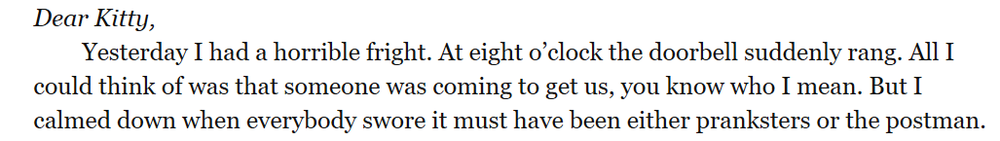 Dear Kitty,
Yesterday I had a horrible fright. At eight o’clock the doorbell suddenly rang. All I
could think of was that someone was coming to get us, you know who I mean. But I
calmed down when everybody swore it must have been either pranksters or the postman.